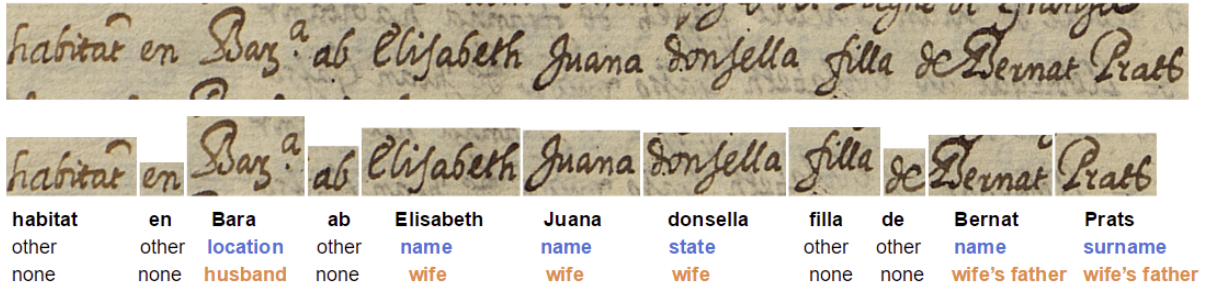 habitat en Bar.ª ab Elisabeth Juana donsella filla de Bernat Prats
habitat en Bar.ª ab Elisabeth Juana donsella filla de Bernat Prats
habitat en Bara ab Elisabeth Juana donsella filla de Bernat Prats
other other location other name name state other other name surname
none none husband none wife wife wife none none wife's father wife's father